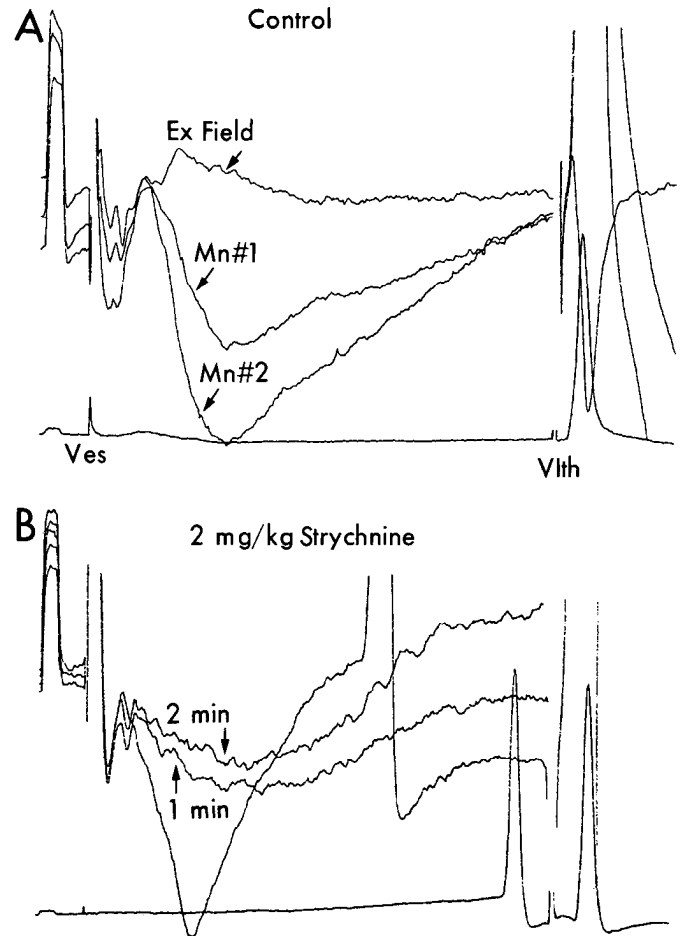 A
Control
Ex Field
Mn#1
Mn#2
Ves
VIth
B
2 mg/kg Strychnine
2 min
1 min